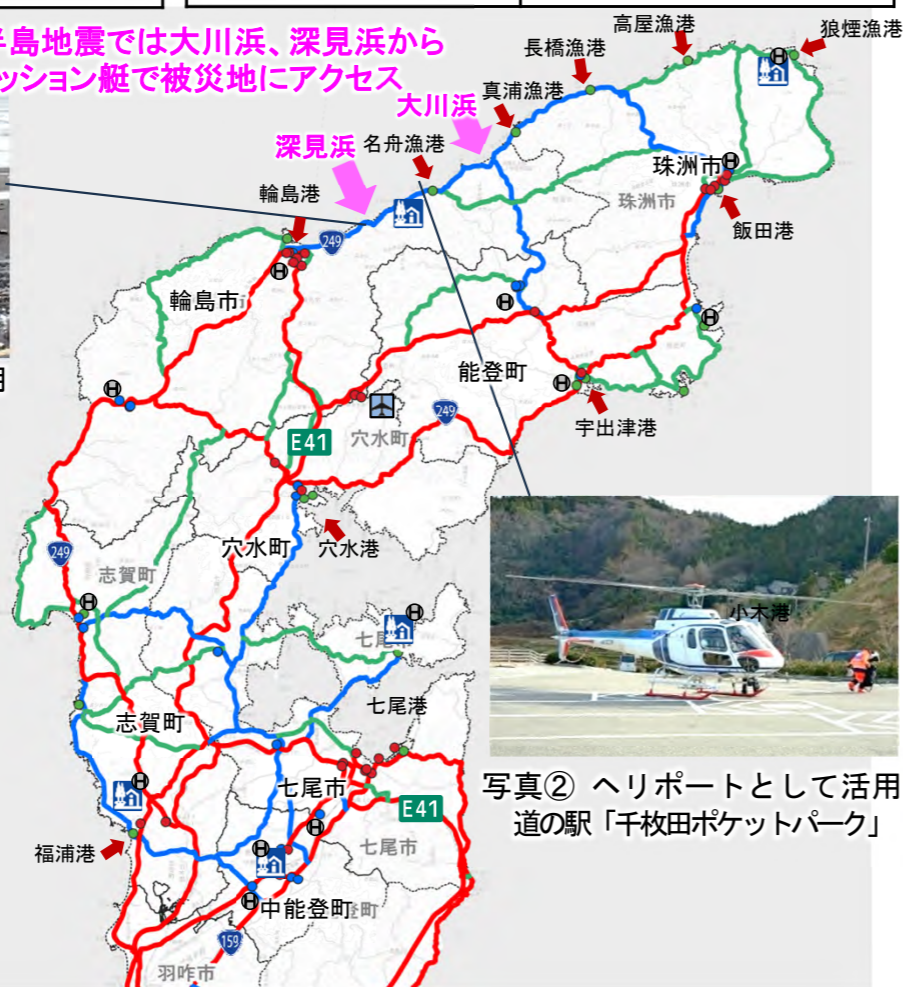 半島地震では大川浜、深見浜から
ッション艇で被災地にアクセス
高屋漁港
狼煙漁港
長橋漁港
大川浜
真浦漁港
深見浜
名舟漁港
珠洲市
輪島港
珠洲市
飯田港
249
輪島市
用
能登町
249
宇出津港
E41
穴水町
249
穴水町
穴水港
志賀町
小木港
七尾
七尾港
志賀町
写真② ヘリポートとして活用
七尾市
E41
道の駅「千枚田ポケットパーク」
福浦港
七尾市
中能登町
登町
159
羽咋市
H
H
H
H
H
H
H
H
H
H
H
H
H